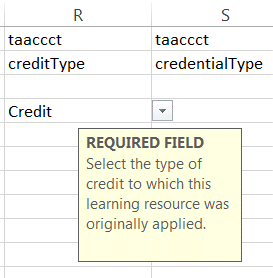 R S
taaccct taaccct
creditType credentialType
Credit
REQUIRED FIELD
Select the type of
credit to which this
learning resource was
originally applied.